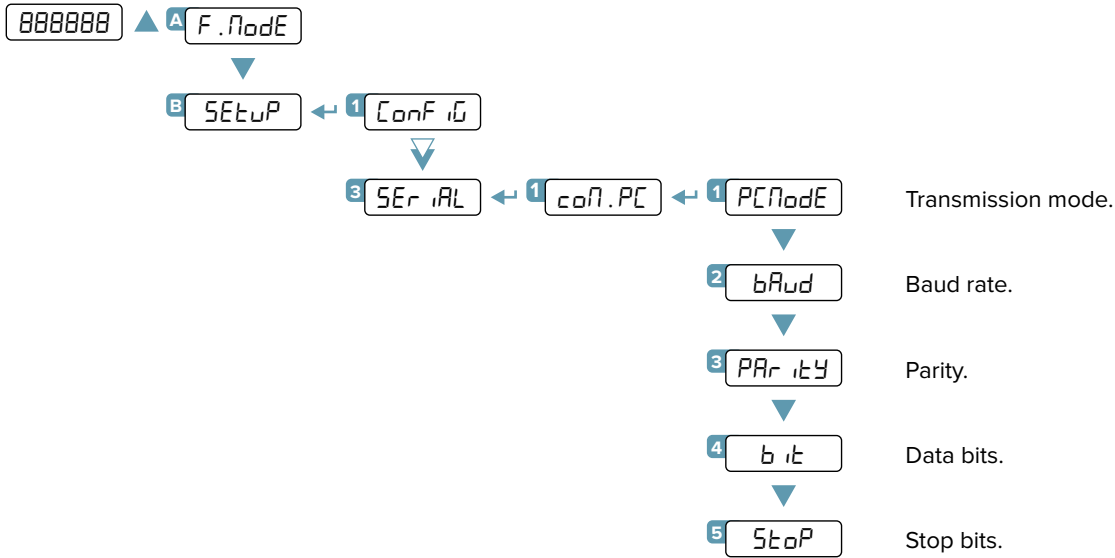 888888 A F.ModE
B SEtuP 1 ConFiG
3 SEriAL 1 coM.PC 1 PCModE Transmission mode.
2 bAud Baud rate.
3 PAritY Parity.
4 bit Data bits.
5 StoP Stop bits.